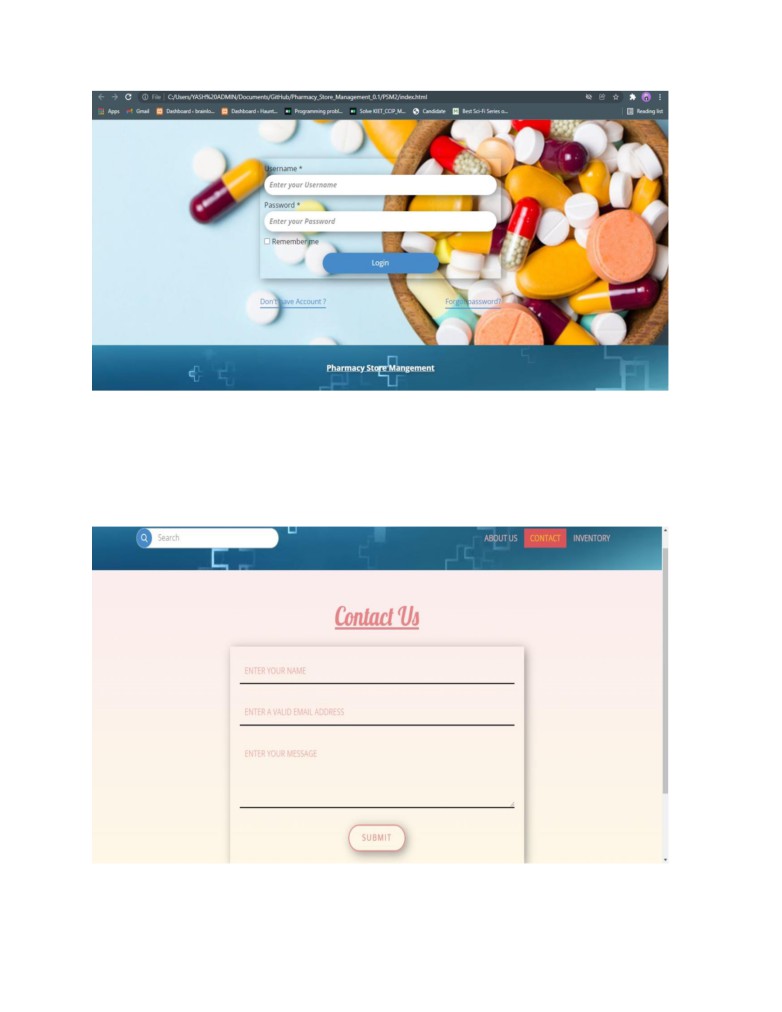 File | C:/Users/YASH%20ADMIN/Documents/GitHub/Pharmacy_Store_Management_0.1/PSM2/index.html
Apps Gmail Dashboard ‹ brainlo... Dashboard ‹ Haunt... Programming probl... Solve KIET_CCIP_M... Candidate Best Sci-Fi Series o... Reading list
Username *
Enter your Username
Password *
Enter your Password
Remember me
Login
Don't have Account ? Forgot password?
Pharmacy Store Mangement
Search ABOUT US CONTACT INVENTORY
Contact Us
ENTER YOUR NAME
ENTER A VALID EMAIL ADDRESS
ENTER YOUR MESSAGE
SUBMIT